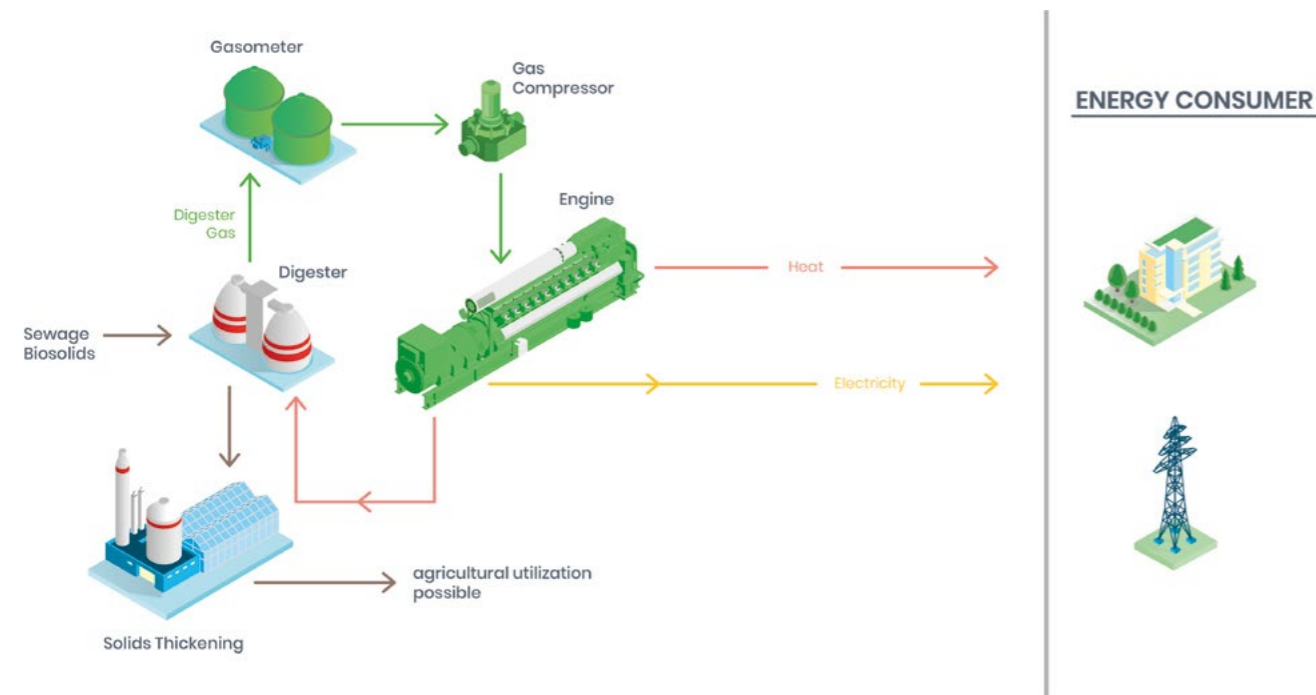 Gasometer
Gas
Compressor
ENERGY CONSUMER
Engine
Digester
Gas
Digester
Heat
Sewage
Biosolids
Electricity
agricultural utilization
possible
Solids Thickening